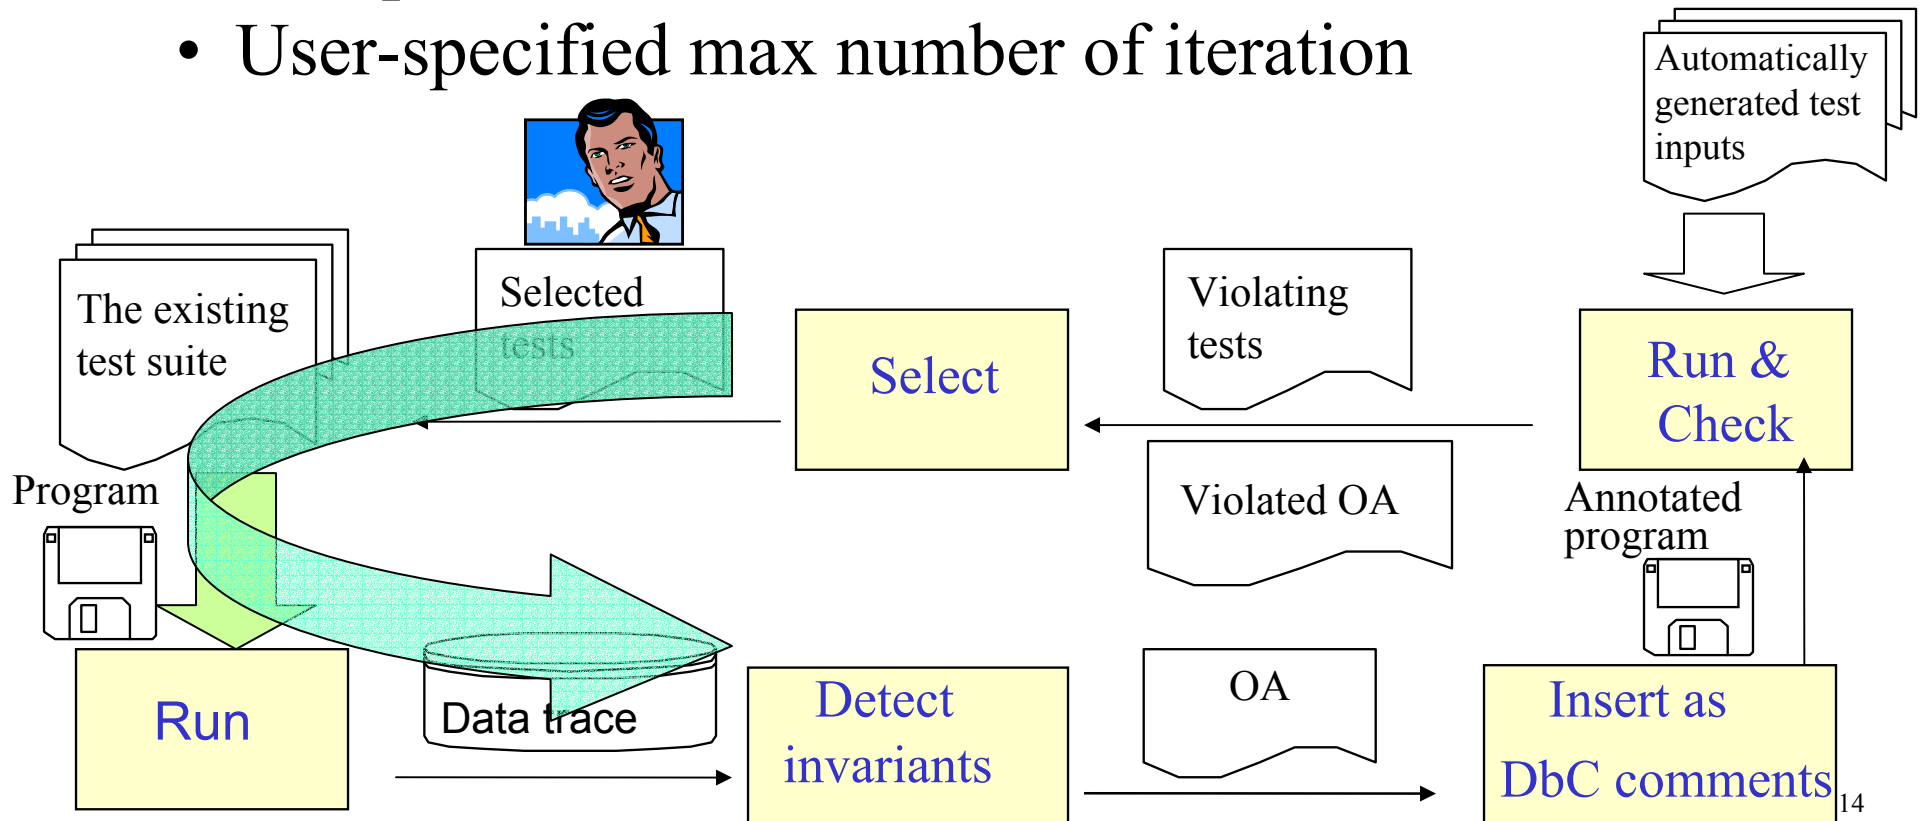 • User-specified max number of iteration
Automatically
generated test
inputs
The existing
test suite
Selected
tests
Select
Violating
tests
Run &
Check
Program
Violated OA
Annotated
program
Run
Data trace
Detect
invariants
OA
Insert as
DbC comments
14